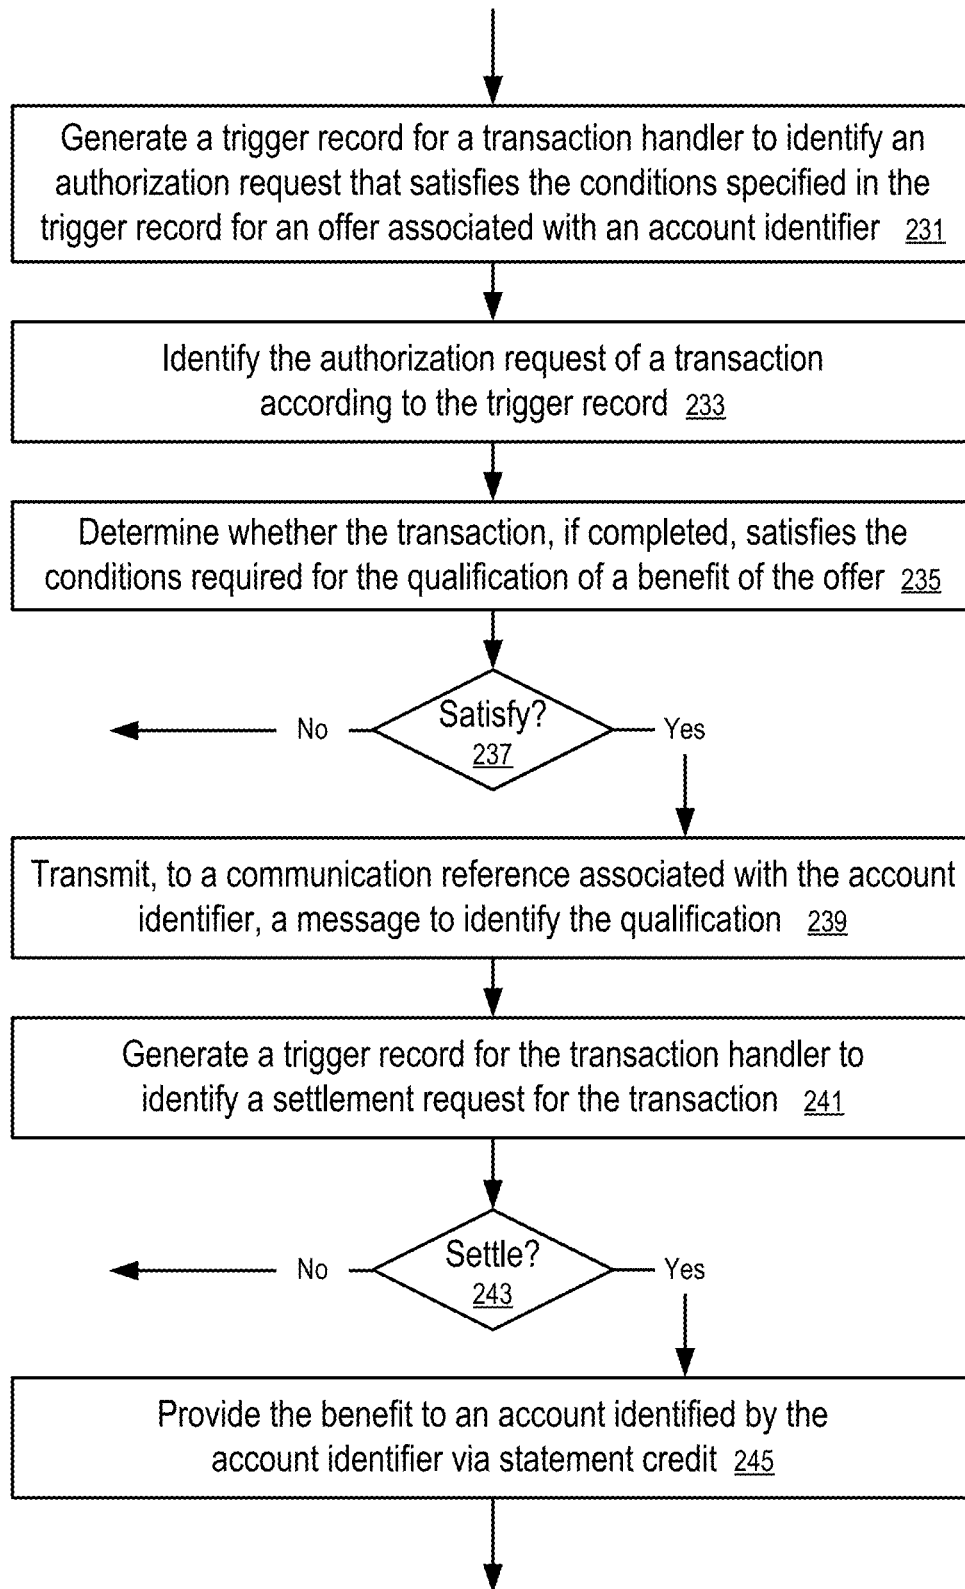 Generate a trigger record for a transaction handler to identify an
authorization request that satisfies the conditions specified in the
trigger record for an offer associated with an account identifier 231
Identify the authorization request of a transaction
according to the trigger record 233
Determine whether the transaction, if completed, satisfies the
conditions required for the qualification of a benefit of the offer 235
Satisfy?
237
No
Yes
Transmit, to a communication reference associated with the account
identifier, a message to identify the qualification 239
Generate a trigger record for the transaction handler to
identify a settlement request for the transaction 241
Settle?
243
No
Yes
Provide the benefit to an account identified by the
account identifier via statement credit 245